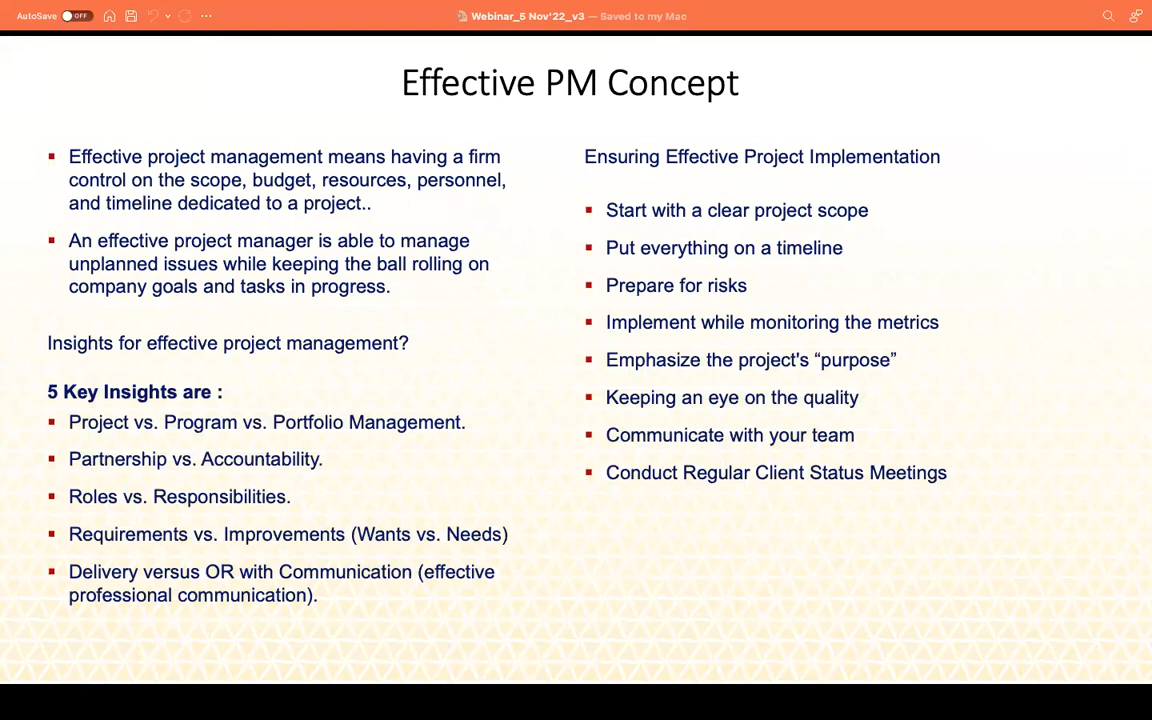 AutoSave OFF
Webinar_5 Nov'22_v3 — Saved to my Mac
Effective PM Concept
Effective project management means having a firm
control on the scope, budget, resources, personnel,
and timeline dedicated to a project..
An effective project manager is able to manage
unplanned issues while keeping the ball rolling on
company goals and tasks in progress.
Insights for effective project management?
5 Key Insights are :
Project vs. Program vs. Portfolio Management.
Partnership vs. Accountability.
Roles vs. Responsibilities.
Requirements vs. Improvements (Wants vs. Needs)
Delivery versus OR with Communication (effective
professional communication).
Ensuring Effective Project Implementation
Start with a clear project scope
Put everything on a timeline
Prepare for risks
Implement while monitoring the metrics
Emphasize the project's “purpose”
Keeping an eye on the quality
Communicate with your team
Conduct Regular Client Status Meetings